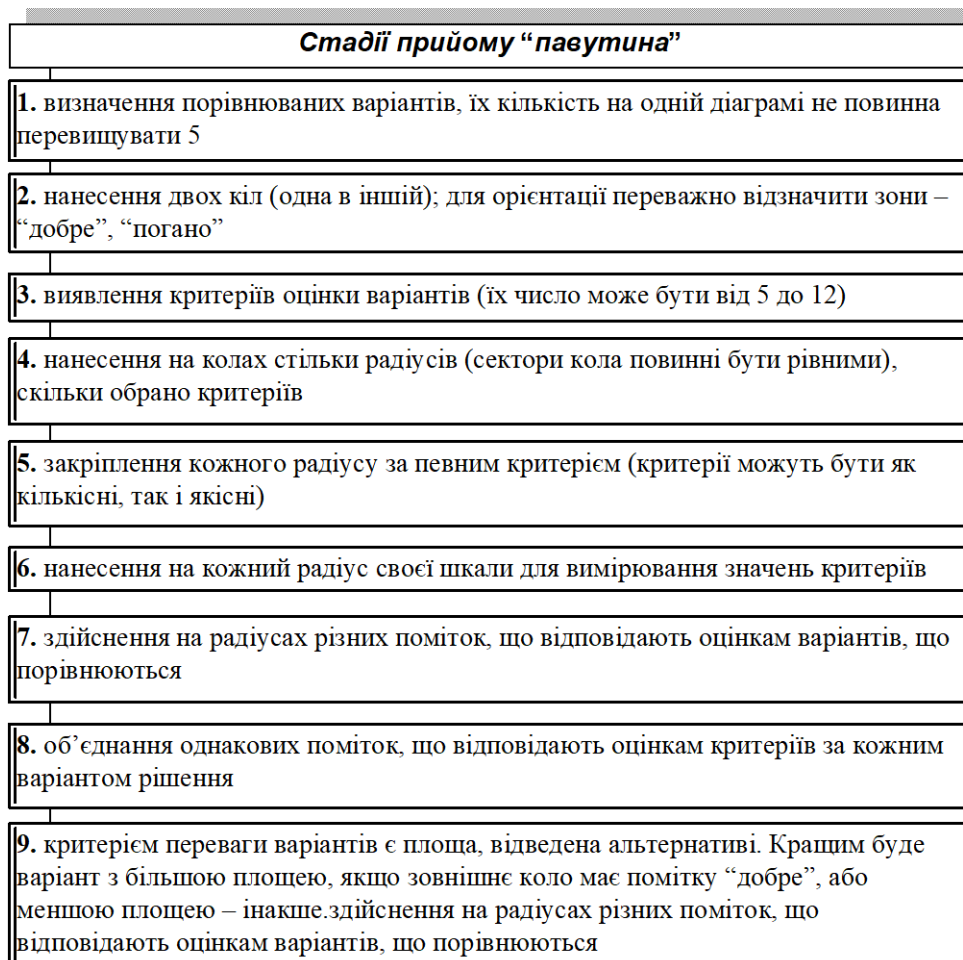 Стадії прийому “павутина”
1. визначення порівнюваних варіантів, їх кількість на одній діаграмі не повинна
перевищувати 5
2. нанесення двох кіл (одна в іншій); для орієнтації переважно відзначити зони –
“добре”, “погано”
3. виявлення критеріїв оцінки варіантів (їх число може бути від 5 до 12)
4. нанесення на колах стільки радіусів (сектори кола повинні бути рівними),
скільки обрано критеріїв
5. закріплення кожного радіусу за певним критерієм (критерії можуть бути як
кількісні, так і якісні)
6. нанесення на кожний радіус своєї шкали для вимірювання значень критеріїв
7. здійснення на радіусах різних поміток, що відповідають оцінкам варіантів, що
порівнюються
8. об’єднання однакових поміток, що відповідають оцінкам критеріїв за кожним
варіантом рішення
9. критерієм переваги варіантів є площа, відведена альтернативі. Кращим буде
варіант з більшою площею, якщо зовнішнє коло має помітку “добре”, або
меншою площею – інакше.здійснення на радіусах різних поміток, що
відповідають оцінкам варіантів, що порівнюються